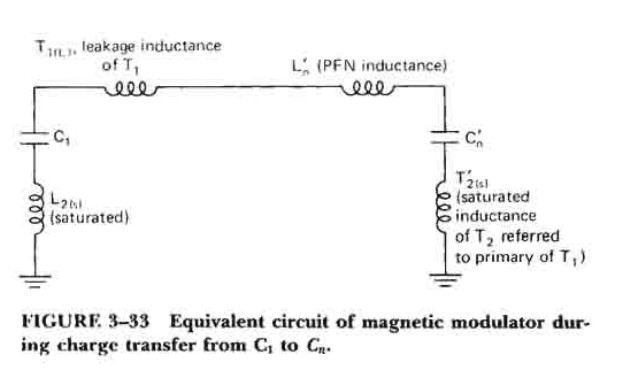 T1(L), leakage inductance
of T1
L'n (PFN inductance)
C1
C'n
L2(s)
(saturated)
T'2(s)
(saturated
inductance
of T2 referred
to primary of T1)
FIGURE 3–33 Equivalent circuit of magnetic modulator dur-
ing charge transfer from C1 to Cn.